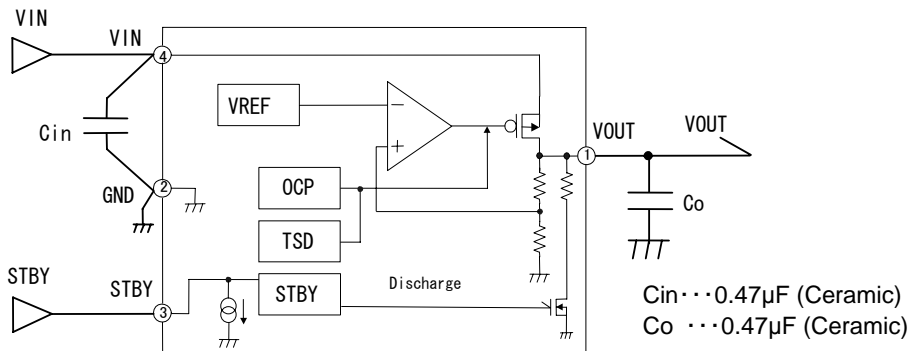 VIN
VIN
4
VREF
−
+
Cin
VOUT
1
VOUT
GND
2
OCP
Co
TSD
STBY
STBY
3
STBY
Discharge
Cin･･･0.47µF (Ceramic)
Co ･･･0.47µF (Ceramic)